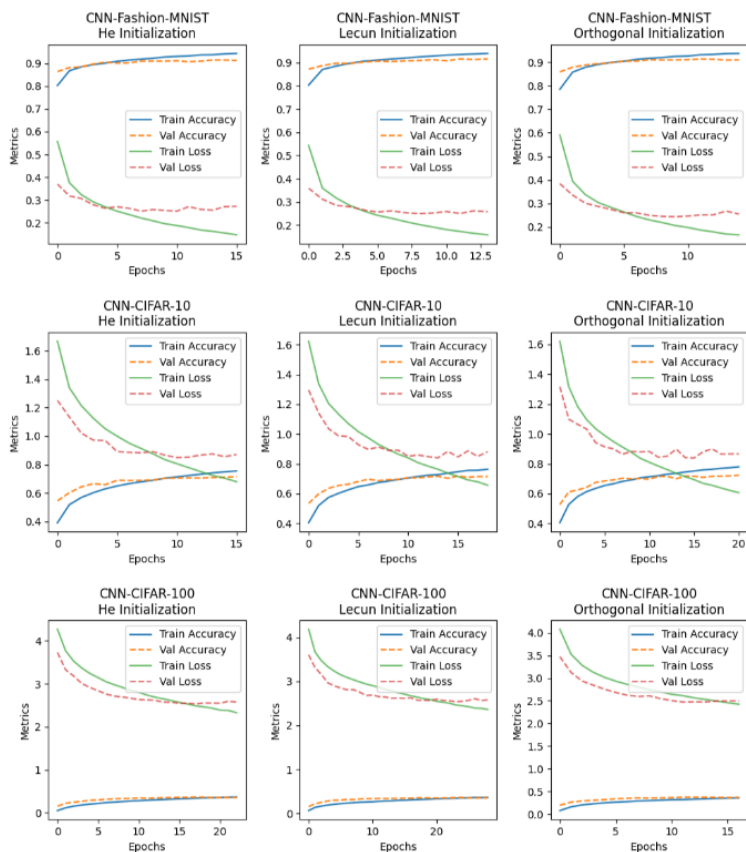 CNN-Fashion-MNIST
He Initialization
0.9
0.8
0.7
0.6
0.5
0.4
0.3
0.2
Metrics
Train Accuracy
Val Accuracy
Train Loss
Val Loss
0 5 10 15
Epochs
CNN-Fashion-MNIST
Lecun Initialization
0.9
0.8
0.7
0.6
0.5
0.4
0.3
0.2
Metrics
Train Accuracy
Val Accuracy
Train Loss
Val Loss
0.0 2.5 5.0 7.5 10.0 12.5
Epochs
CNN-Fashion-MNIST
Orthogonal Initialization
0.9
0.8
0.7
0.6
0.5
0.4
0.3
0.2
Metrics
Train Accuracy
Val Accuracy
Train Loss
Val Loss
0 5 10
Epochs
CNN-CIFAR-10
He Initialization
1.6
1.4
1.2
1.0
0.8
0.6
0.4
Metrics
Train Accuracy
Val Accuracy
Train Loss
Val Loss
0 5 10 15
Epochs
CNN-CIFAR-10
Lecun Initialization
1.6
1.4
1.2
1.0
0.8
0.6
0.4
Metrics
Train Accuracy
Val Accuracy
Train Loss
Val Loss
0 5 10 15
Epochs
CNN-CIFAR-10
Orthogonal Initialization
1.6
1.4
1.2
1.0
0.8
0.6
0.4
Metrics
Train Accuracy
Val Accuracy
Train Loss
Val Loss
0 5 10 15 20
Epochs
CNN-CIFAR-100
He Initialization
4
3
2
1
0
Metrics
Train Accuracy
Val Accuracy
Train Loss
Val Loss
0 5 10 15 20
Epochs
CNN-CIFAR-100
Lecun Initialization
4
3
2
1
0
Metrics
Train Accuracy
Val Accuracy
Train Loss
Val Loss
0 10 20
Epochs
CNN-CIFAR-100
Orthogonal Initialization
4.0
3.5
3.0
2.5
2.0
1.5
1.0
0.5
0.0
Metrics
Train Accuracy
Val Accuracy
Train Loss
Val Loss
0 5 10 15
Epochs